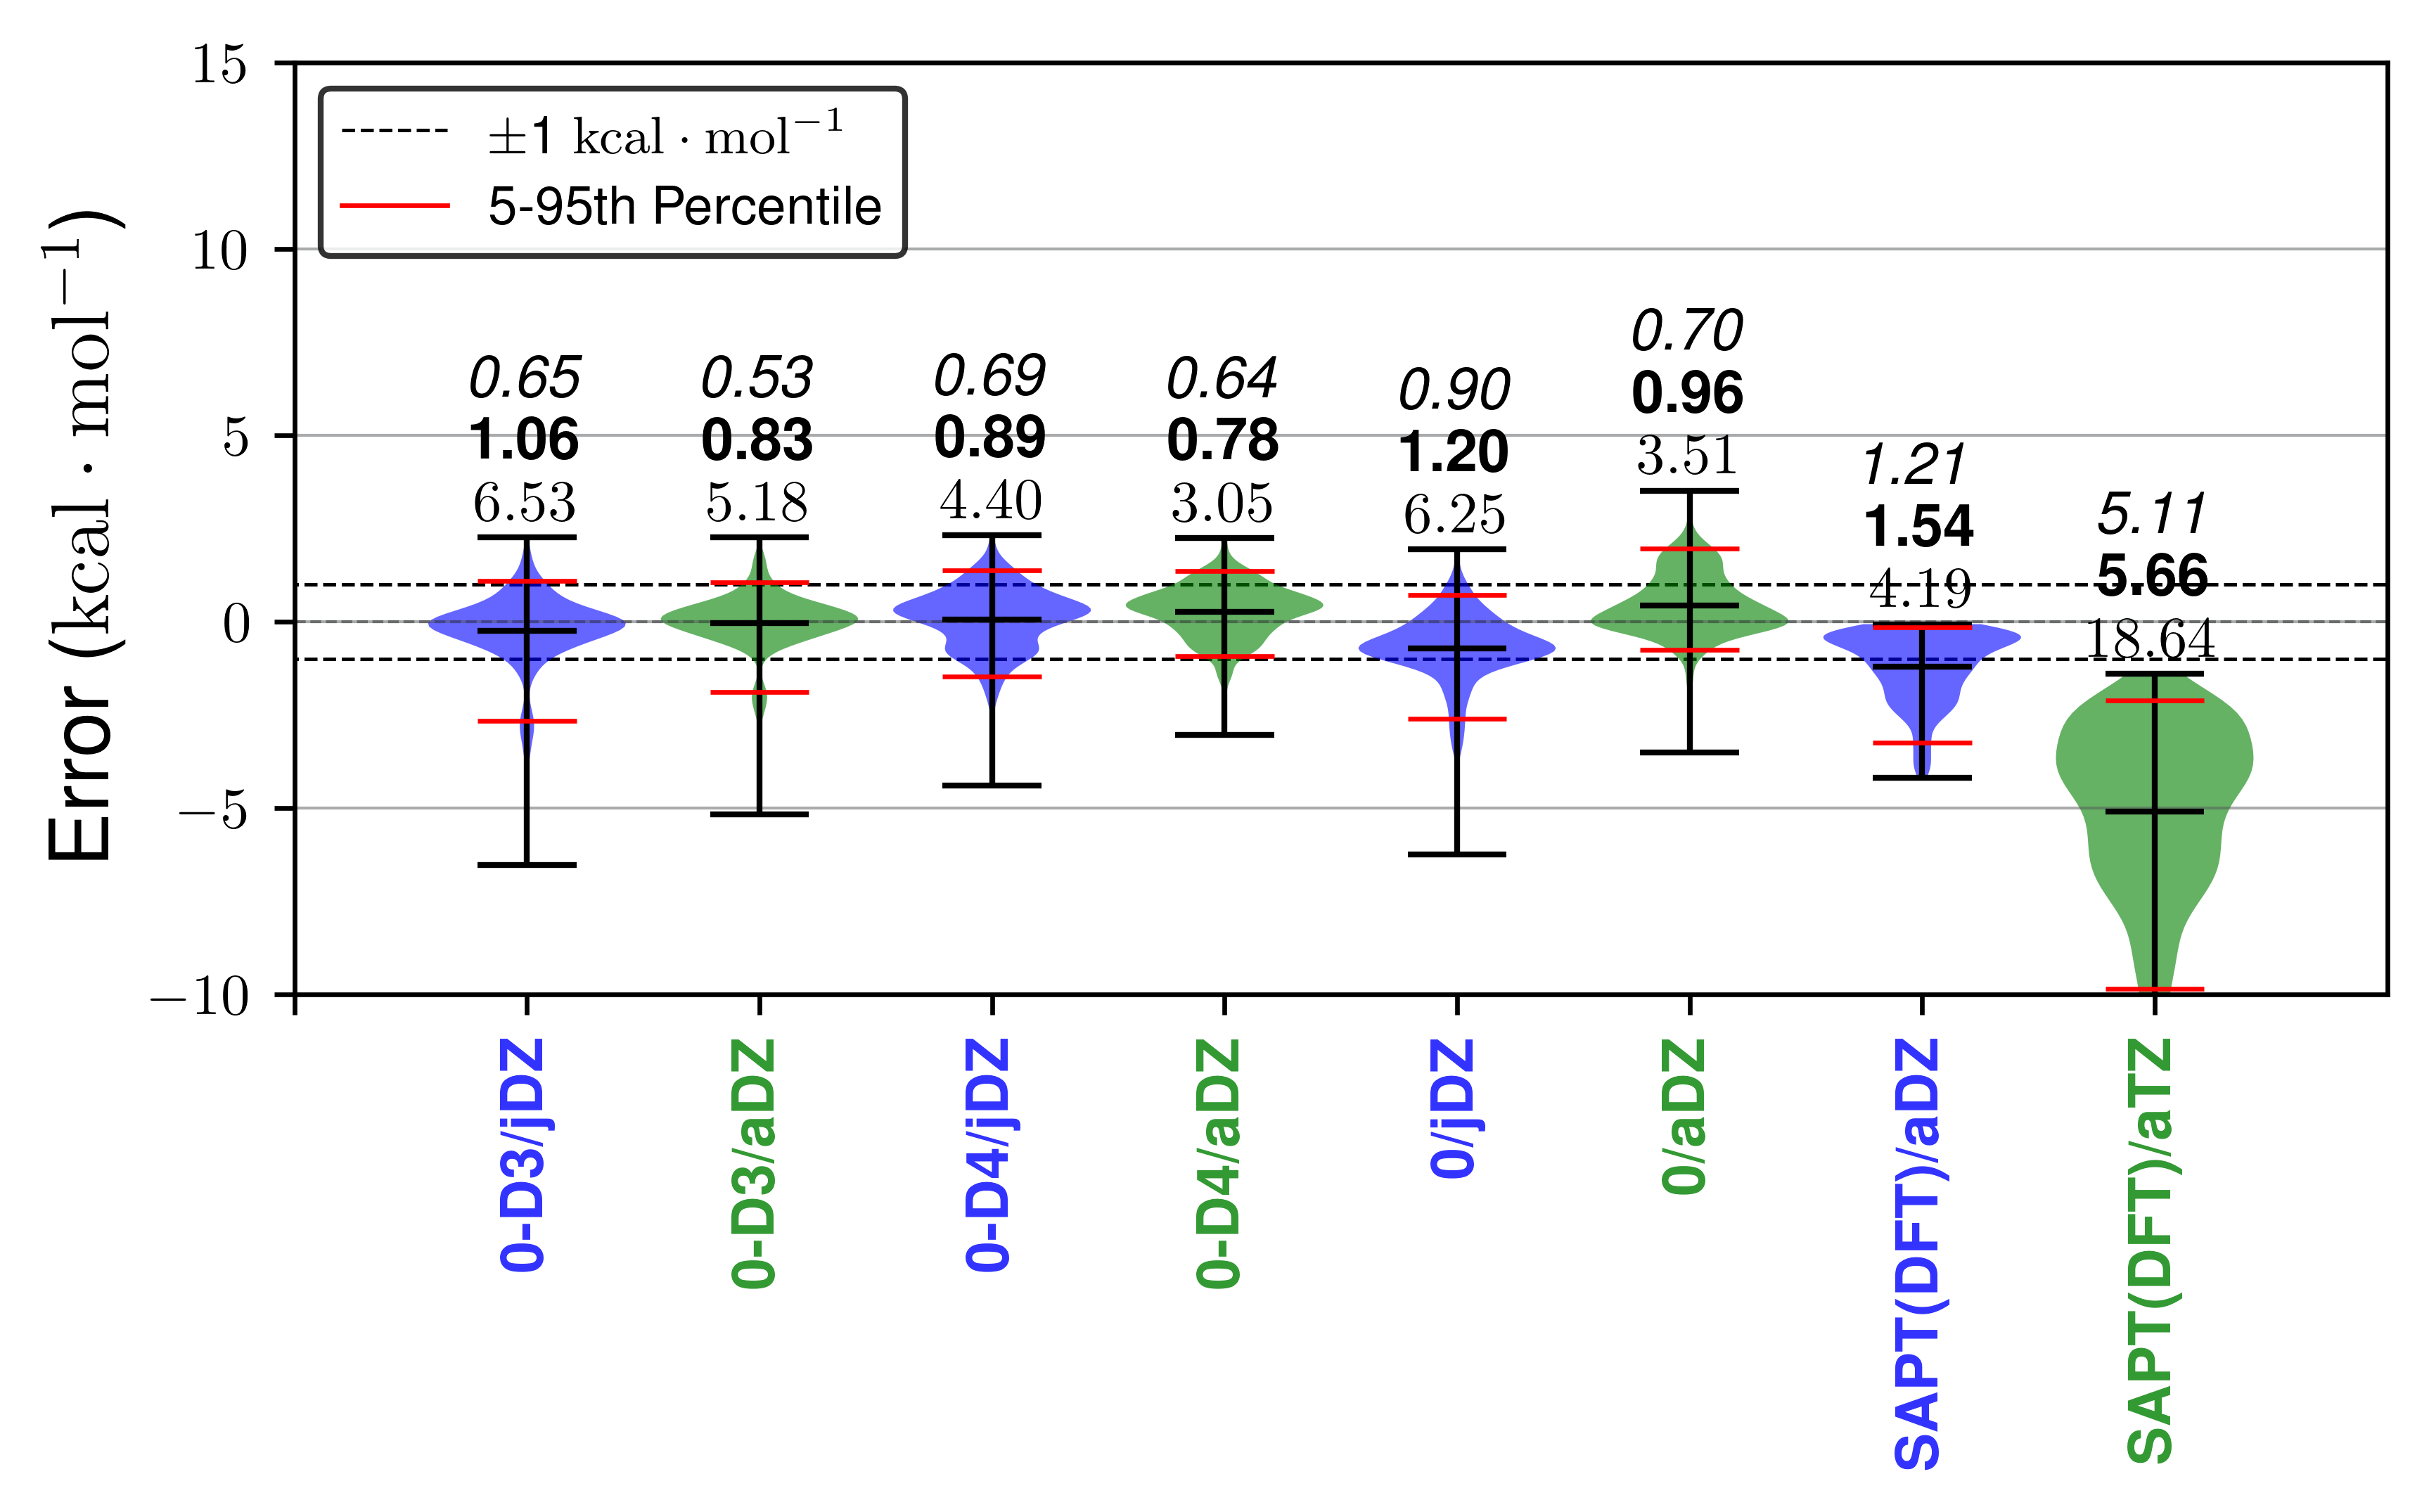 15
10
5
0
−5
−10
Error (kcal · mol⁻¹)
±1 kcal · mol⁻¹
5-95th Percentile
0.65
1.06
6.53
0.53
0.83
5.18
0.69
0.89
4.40
0.64
0.78
3.05
0.90
1.20
6.25
0.70
0.96
3.51
1.21
1.54
4.19
5.11
5.66
18.64
0-D3/jDZ
0-D3/aDZ
0-D4/jDZ
0-D4/aDZ
0/jDZ
0/aDZ
SAPT(DFT)/aDZ
SAPT(DFT)/aTZ